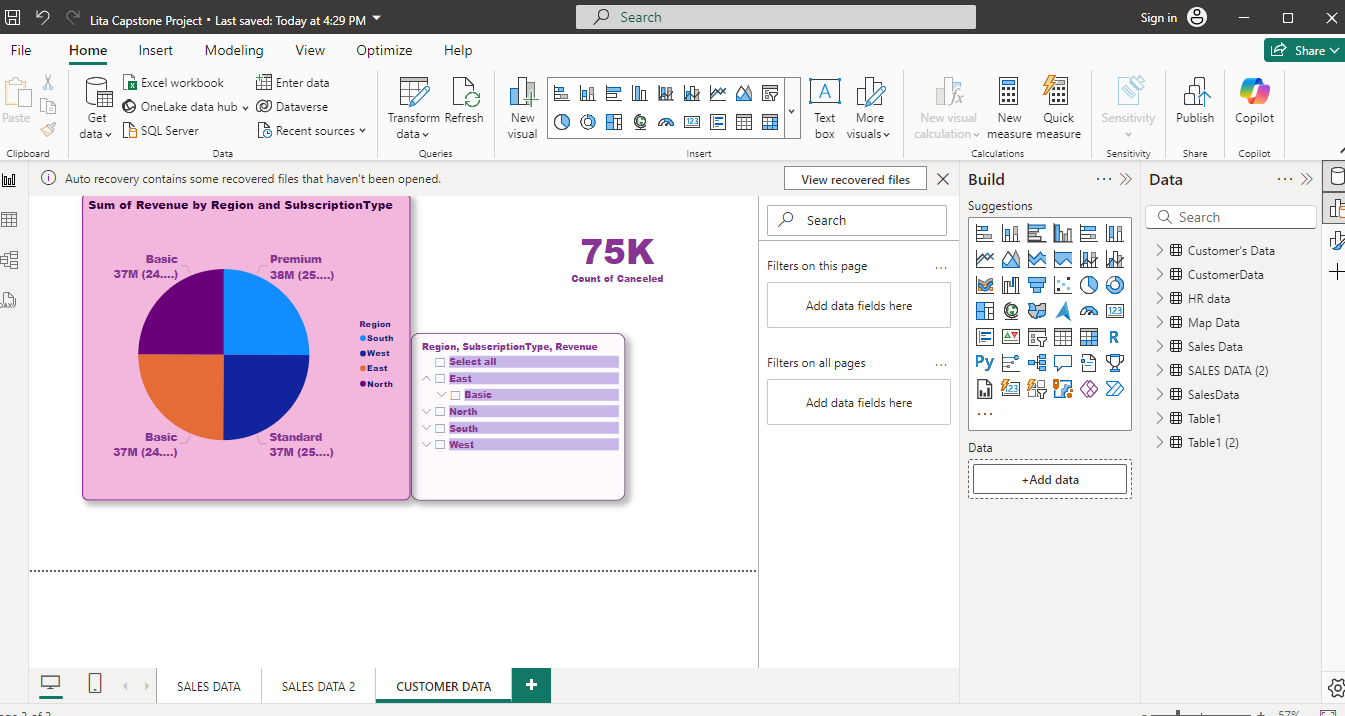 Lita Capstone Project • Last saved: Today at 4:29 PM
Search
Sign in
File Home Insert Modeling View Optimize Help
Share
Paste
Clipboard
Get data
Excel workbook
OneLake data hub
SQL Server
Enter data
Dataverse
Recent sources
Data
Transform data
Refresh
Queries
New visual
Text box
More visuals
Insert
New visual calculation
New measure
Quick measure
Calculations
Sensitivity
Sensitivity
Publish
Share
Copilot
Copilot
Auto recovery contains some recovered files that haven't been opened.
View recovered files
Sum of Revenue by Region and SubscriptionType
Basic
37M (24....)
Premium
38M (25....)
Region
South
West
East
North
Basic
37M (24....)
Standard
37M (25....)
75K
Count of Canceled
Region, SubscriptionType, Revenue
Select all
East
Basic
North
South
West
Search
Filters on this page
...
Add data fields here
Filters on all pages
...
Add data fields here
Build
...
Suggestions
123
R
Py
123
...
Data
+Add data
Data
...
Search
Customer's Data
CustomerData
HR data
Map Data
Sales Data
SALES DATA (2)
SalesData
Table1
Table1 (2)
SALES DATA
SALES DATA 2
CUSTOMER DATA
+
57%